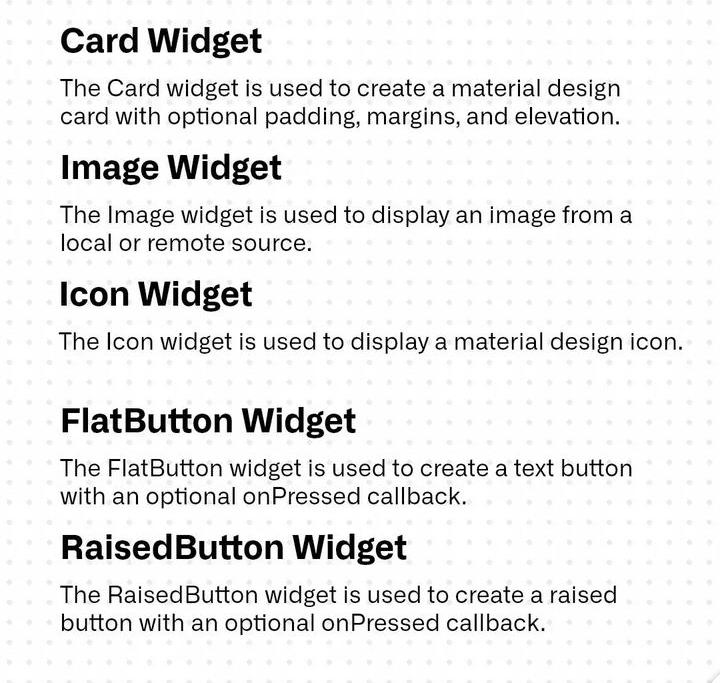 Card Widget
The Card widget is used to create a material design
card with optional padding, margins, and elevation.
Image Widget
The Image widget is used to display an image from a
local or remote source.
Icon Widget
The Icon widget is used to display a material design icon.
FlatButton Widget
The FlatButton widget is used to create a text button
with an optional onPressed callback.
RaisedButton Widget
The RaisedButton widget is used to create a raised
button with an optional onPressed callback.